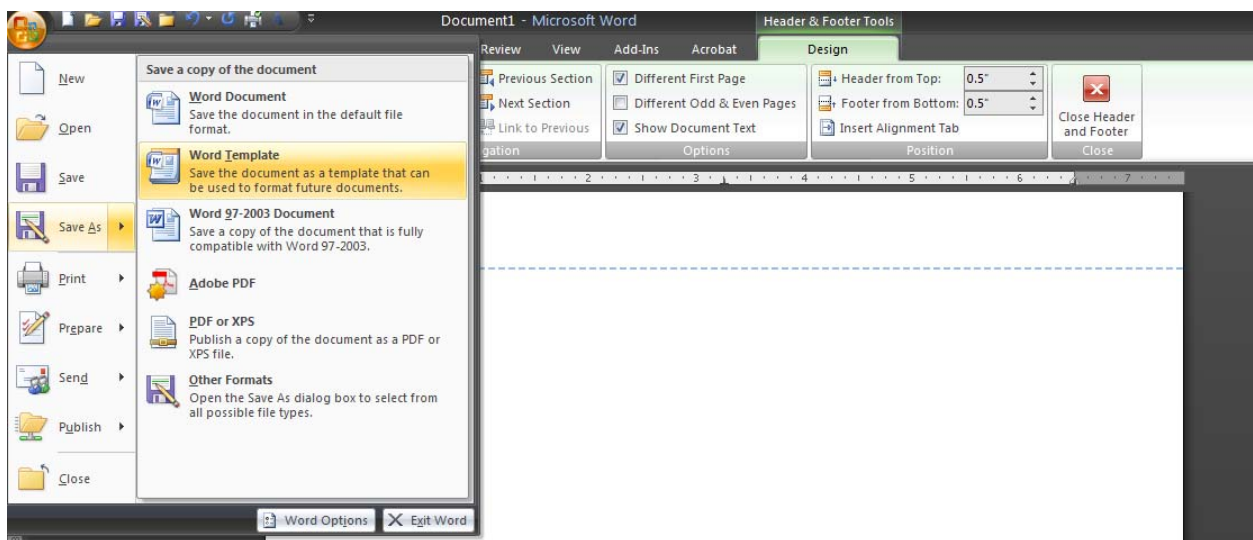 Document1 - Microsoft Word
Header & Footer Tools
Review View Add-Ins Acrobat Design
New
Open
Save
Save As
Print
Prepare
Send
Publish
Close
Save a copy of the document
Word Document
Save the document in the default file
format.
Word Template
Save the document as a template that can
be used to format future documents.
Word 97-2003 Document
Save a copy of the document that is fully
compatible with Word 97-2003.
Adobe PDF
PDF or XPS
Publish a copy of the document as a PDF or
XPS file.
Other Formats
Open the Save As dialog box to select from
all possible file types.
Word Options
Exit Word
Previous Section
Next Section
Link to Previous
gation
Different First Page
Different Odd & Even Pages
Show Document Text
Options
Header from Top: 0.5"
Footer from Bottom: 0.5"
Insert Alignment Tab
Position
Close Header
and Footer
Close
2 3 4 5 6 7